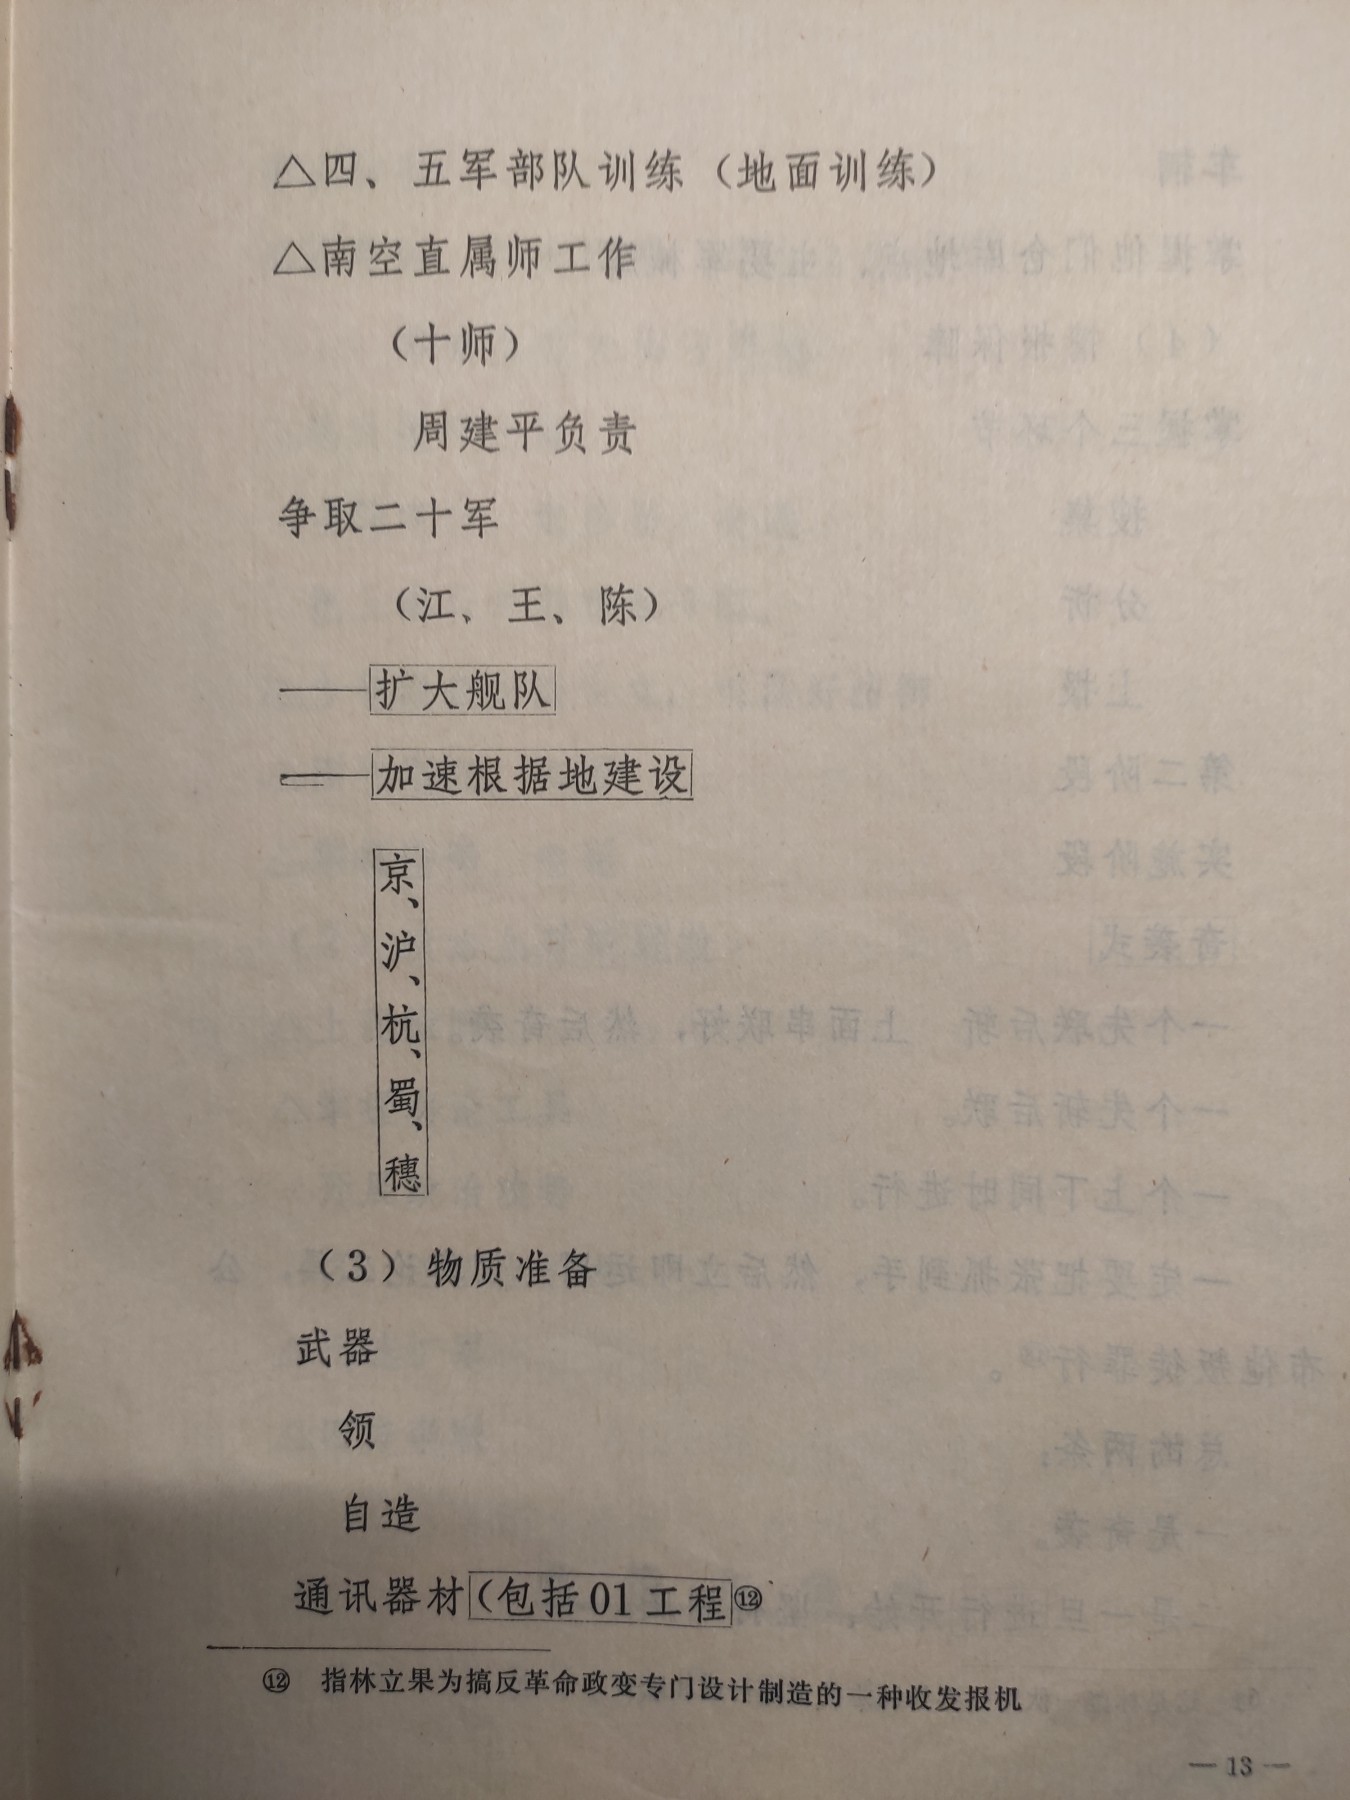 △四、五军部队训练（地面训练）
△南空直属师工作
（十师）
周建平负责
争取二十军
（江、王、陈）
——扩大舰队
——加速根据地建设
京、沪、杭、蜀、穗
（3）物质准备
武器
领
自造
通讯器材（包括01工程⑫
⑫ 指林立果为搞反革命政变专门设计制造的一种收发报机
— 13 —